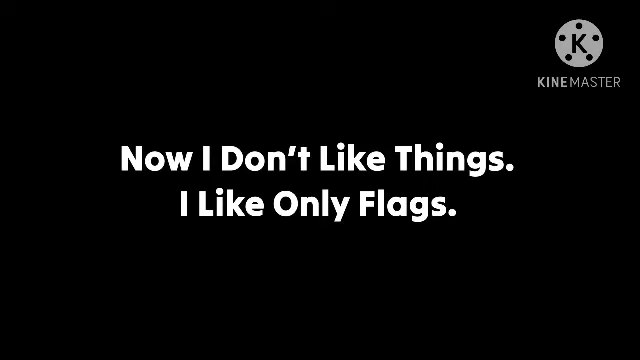 K
KINEMASTER
Now I Don't Like Things.
I Like Only Flags.